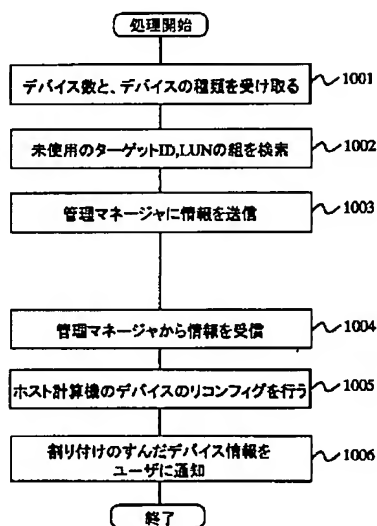 処理開始
デバイス数と、デバイスの種類を受け取る
1001
未使用のターゲットID,LUNの組を検索
1002
管理マネージャに情報を送信
1003
管理マネージャから情報を受信
1004
ホスト計算機のデバイスのリコンフィグを行う
1005
割り付けのすんだデバイス情報を
ユーザに通知
1006
終了